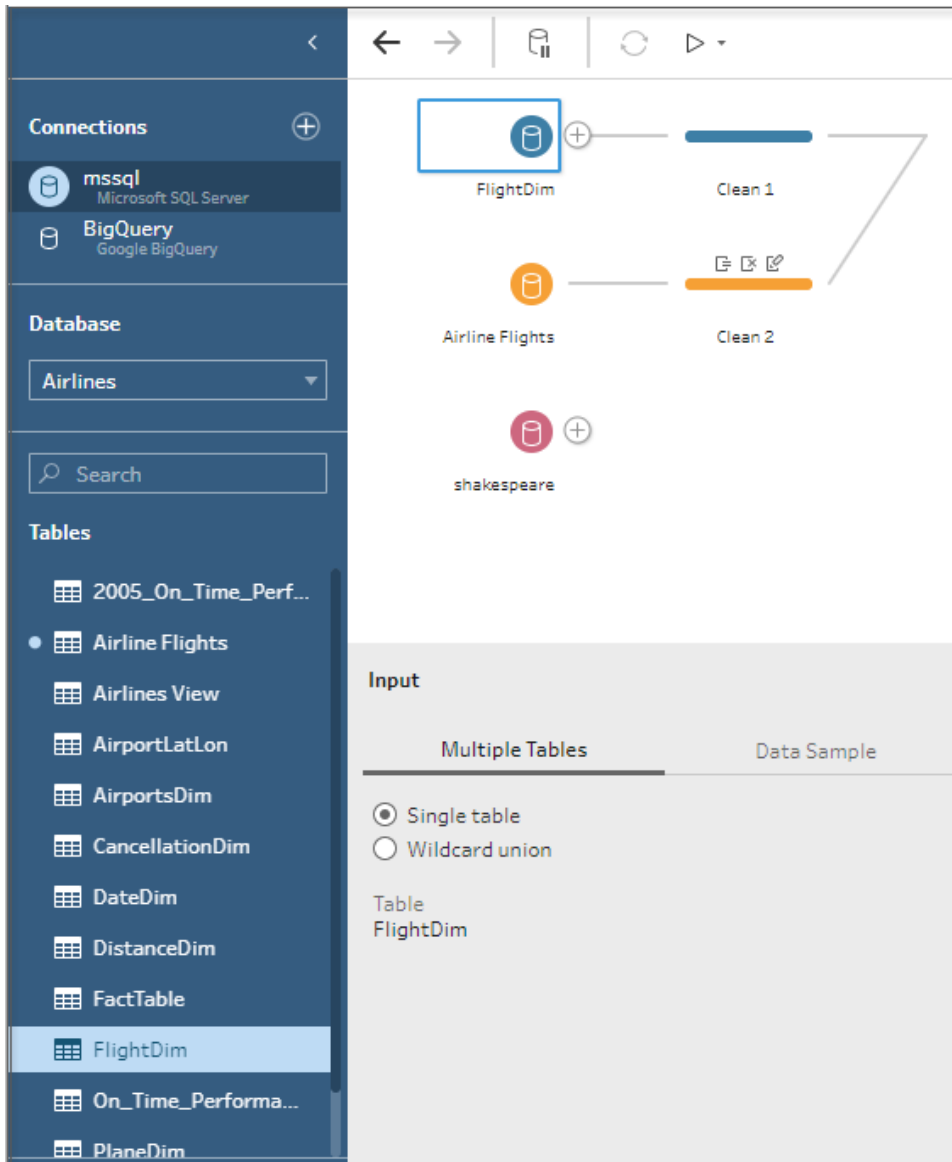 Connections
mssql
Microsoft SQL Server
BigQuery
Google BigQuery
Database
Airlines
Search
Tables
2005_On_Time_Perf...
Airline Flights
Airlines View
AirportLatLon
AirportsDim
CancellationDim
DateDim
DistanceDim
FactTable
FlightDim
On_Time_Performa...
PlaneDim
FlightDim
Clean 1
Airline Flights
Clean 2
shakespeare
Input
Multiple Tables
Data Sample
Single table
Wildcard union
Table
FlightDim